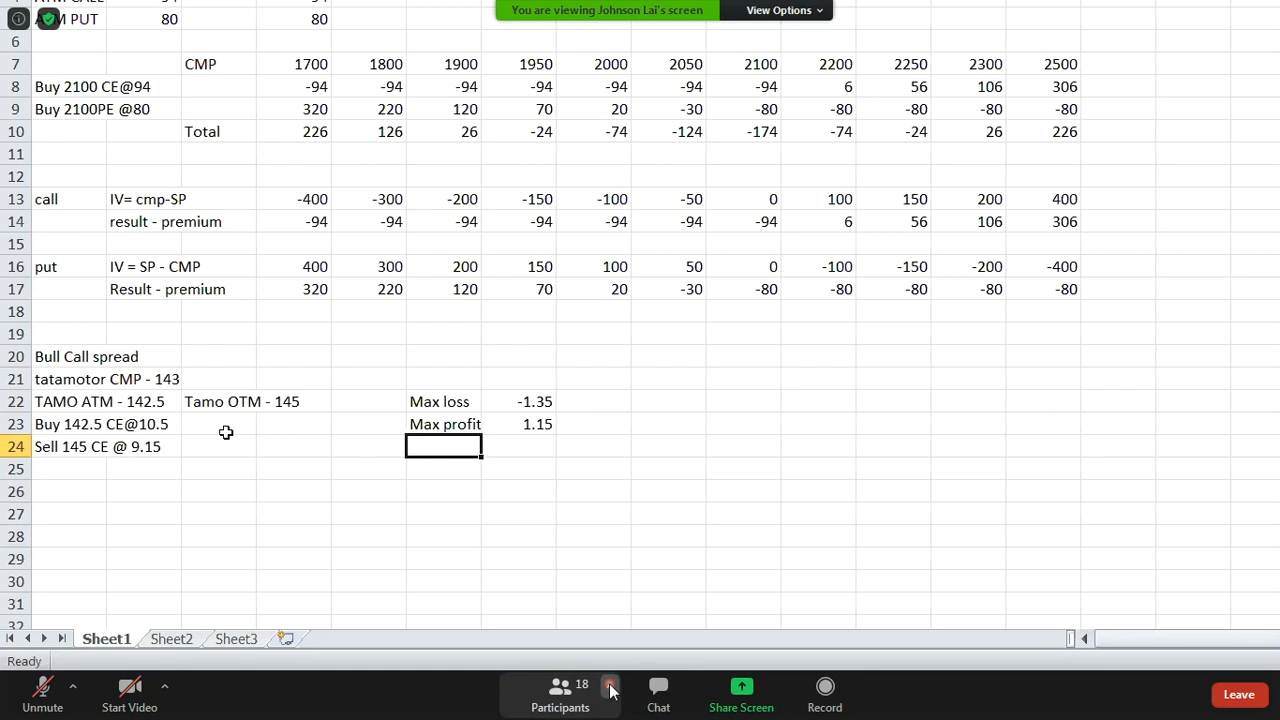 You are viewing Johnson Lai's screen View Options
PUT 80 80
6
7 CMP 1700 1800 1900 1950 2000 2050 2100 2200 2250 2300 2500
8 Buy 2100 CE@94 -94 -94 -94 -94 -94 -94 -94 6 56 106 306
9 Buy 2100PE @80 320 220 120 70 20 -30 -80 -80 -80 -80 -80
10 Total 226 126 26 -24 -74 -124 -174 -74 -24 26 226
11
12
13 call IV= cmp-SP -400 -300 -200 -150 -100 -50 0 100 150 200 400
14 result - premium -94 -94 -94 -94 -94 -94 -94 6 56 106 306
15
16 put IV = SP - CMP 400 300 200 150 100 50 0 -100 -150 -200 -400
17 Result - premium 320 220 120 70 20 -30 -80 -80 -80 -80 -80
18
19
20 Bull Call spread
21 tatamotor CMP - 143
22 TAMO ATM - 142.5 Tamo OTM - 145 Max loss -1.35
23 Buy 142.5 CE@10.5 Max profit 1.15
24 Sell 145 CE @ 9.15
25
26
27
28
29
30
31
32
Sheet1 Sheet2 Sheet3
Ready
Unmute Start Video Participants 18 Chat Share Screen Record Leave